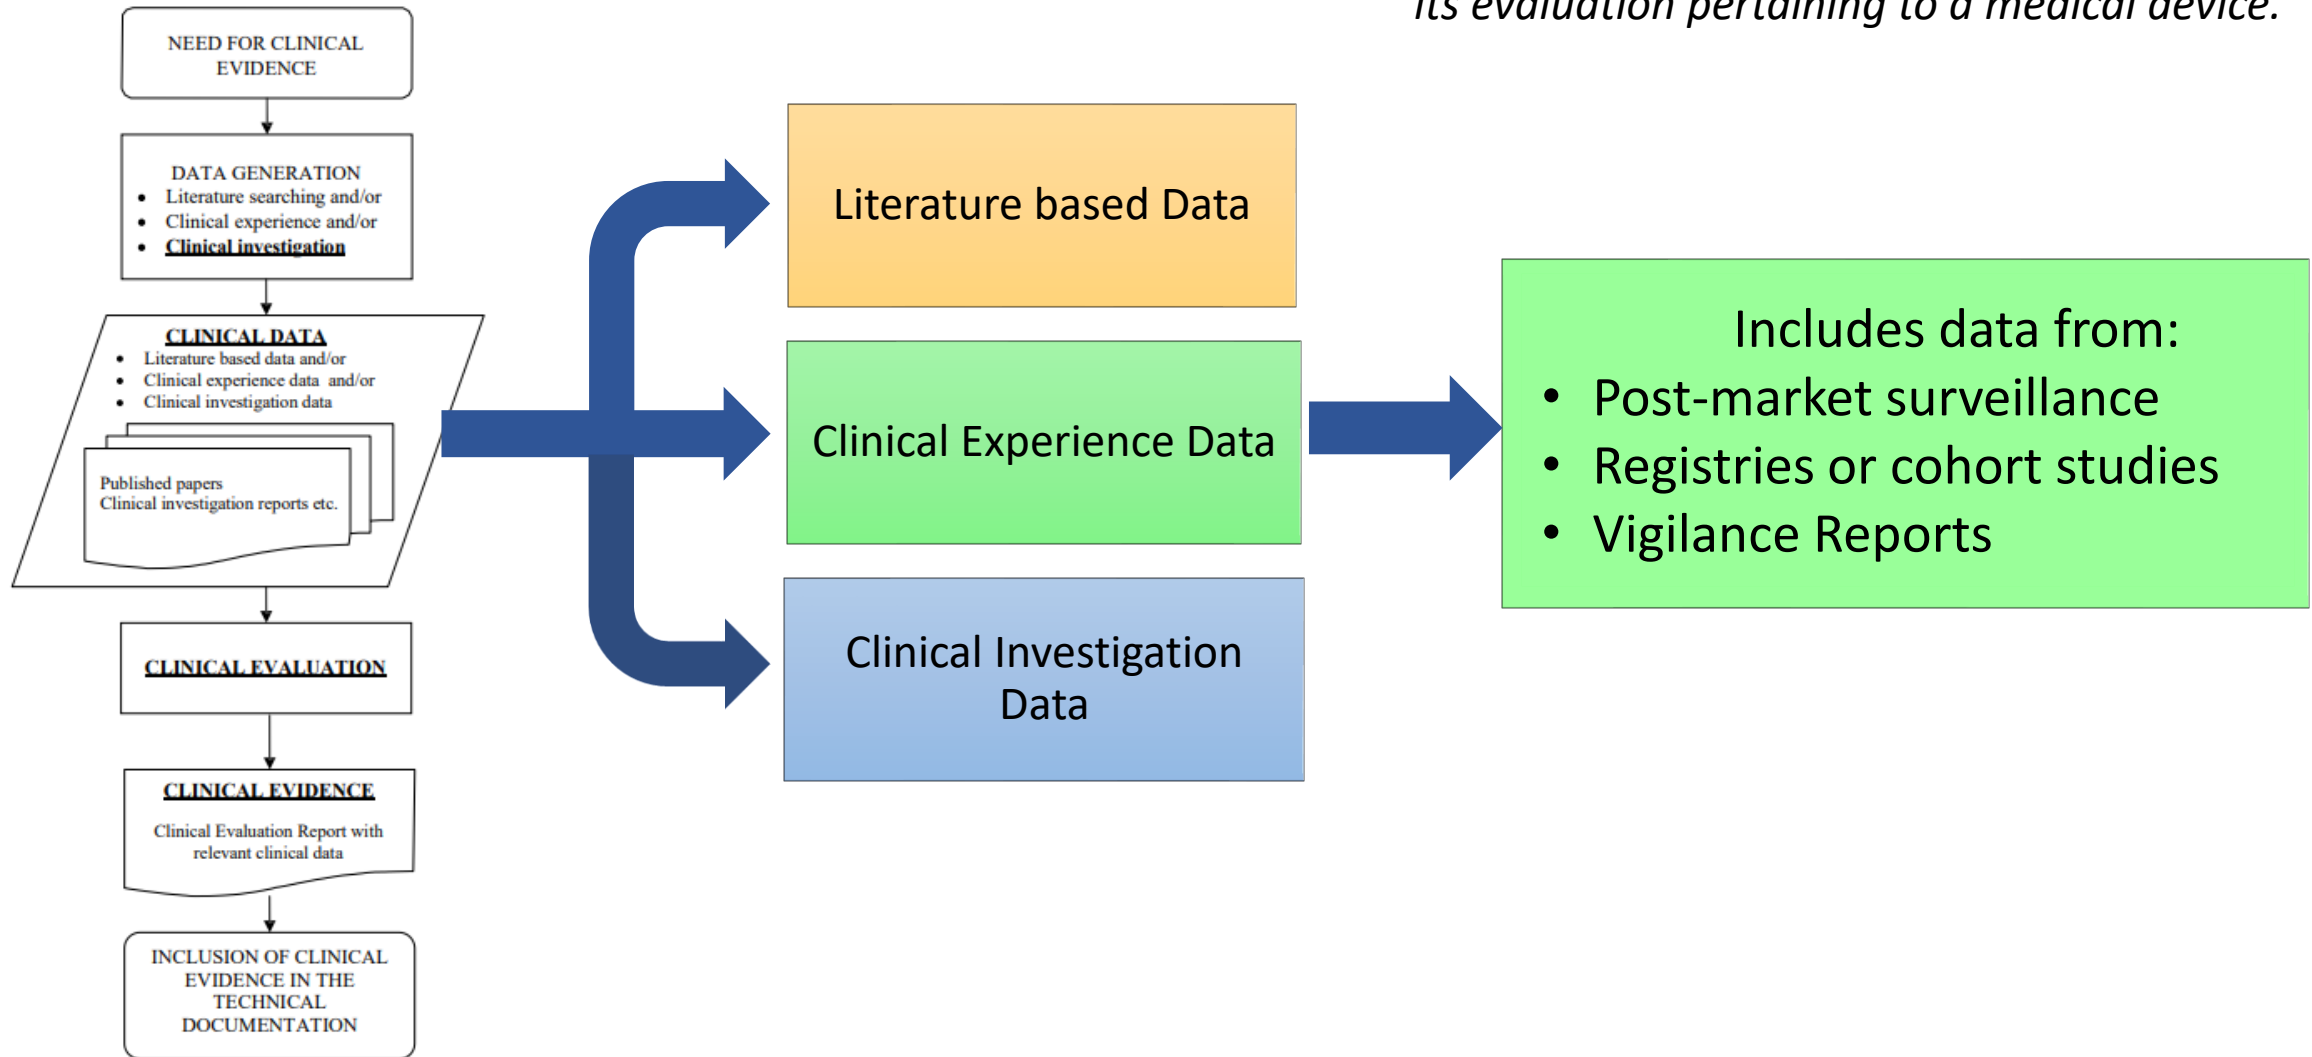 its evaluation pertaining to a medical device.
NEED FOR CLINICAL
EVIDENCE
DATA GENERATION
• Literature searching and/or
• Clinical experience and/or
• Clinical investigation
CLINICAL DATA
• Literature based data and/or
• Clinical experience data and/or
• Clinical investigation data
Published papers
Clinical investigation reports etc.
CLINICAL EVALUATION
CLINICAL EVIDENCE
Clinical Evaluation Report with
relevant clinical data
INCLUSION OF CLINICAL
EVIDENCE IN THE
TECHNICAL
DOCUMENTATION
Literature based Data
Clinical Experience Data
Clinical Investigation
Data
Includes data from:
• Post-market surveillance
• Registries or cohort studies
• Vigilance Reports